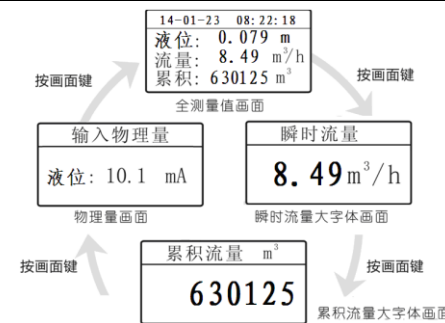 14-01-23 08:22:18
液位: 0.079 m
流量: 8.49 m³/h
累积: 630125 m³
按画面键
按画面键
全测量值画面
输入物理量
液位: 10.1 mA
物理量画面
瞬时流量
8.49m³/h
瞬时流量大字体画面
按画面键
按画面键
累积流量 m³
630125
累积流量大字体画面